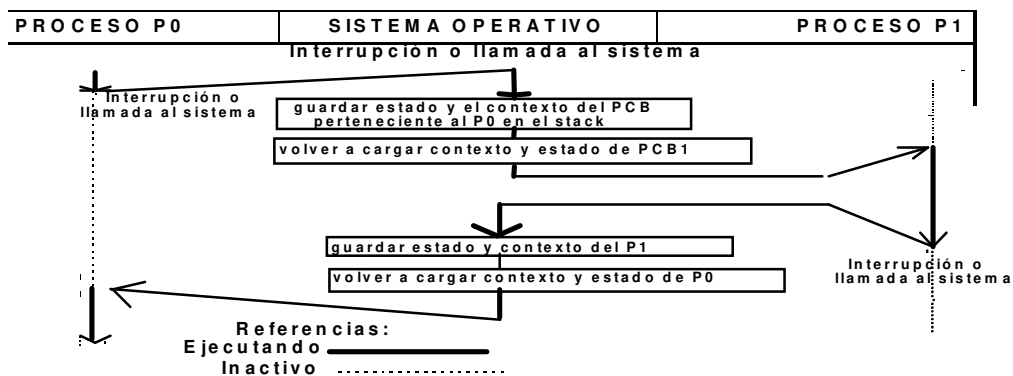 PROCESO P0 SISTEMA OPERATIVO PROCESO P1
Interrupción o llamada al sistema
Interrupción o
llamada al sistema
guardar estado y el contexto del PCB
perteneciente al P0 en el stack
volver a cargar contexto y estado de PCB1
guardar estado y contexto del P1
volver a cargar contexto y estado de P0
Interrupción o
llamada al sistema
Referencias:
Ejecutando
Inactivo